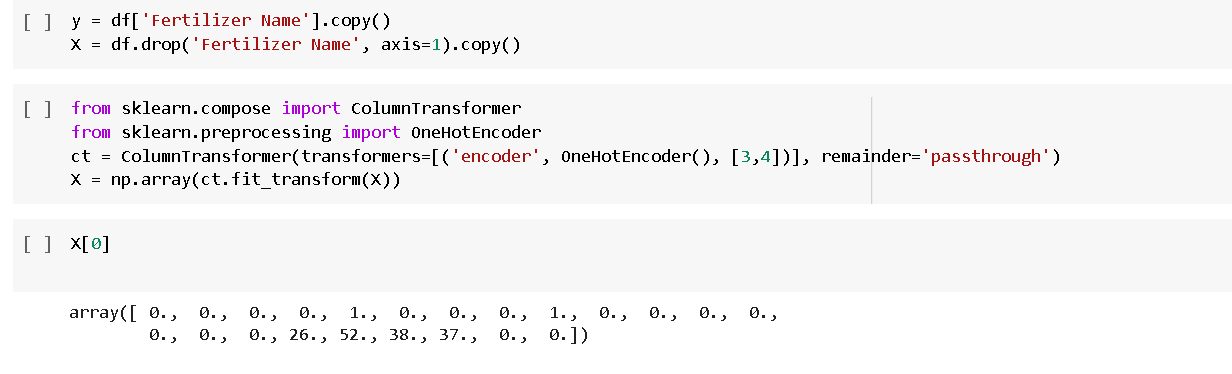 [ ] y = df['Fertilizer Name'].copy()
X = df.drop('Fertilizer Name', axis=1).copy()
[ ] from sklearn.compose import ColumnTransformer
from sklearn.preprocessing import OneHotEncoder
ct = ColumnTransformer(transformers=[('encoder', OneHotEncoder(), [3,4])], remainder='passthrough')
X = np.array(ct.fit_transform(X))
[ ] X[0]
array([ 0., 0., 0., 0., 1., 0., 0., 0., 1., 0., 0., 0., 0.,
0., 0., 0., 26., 52., 38., 37., 0., 0.])